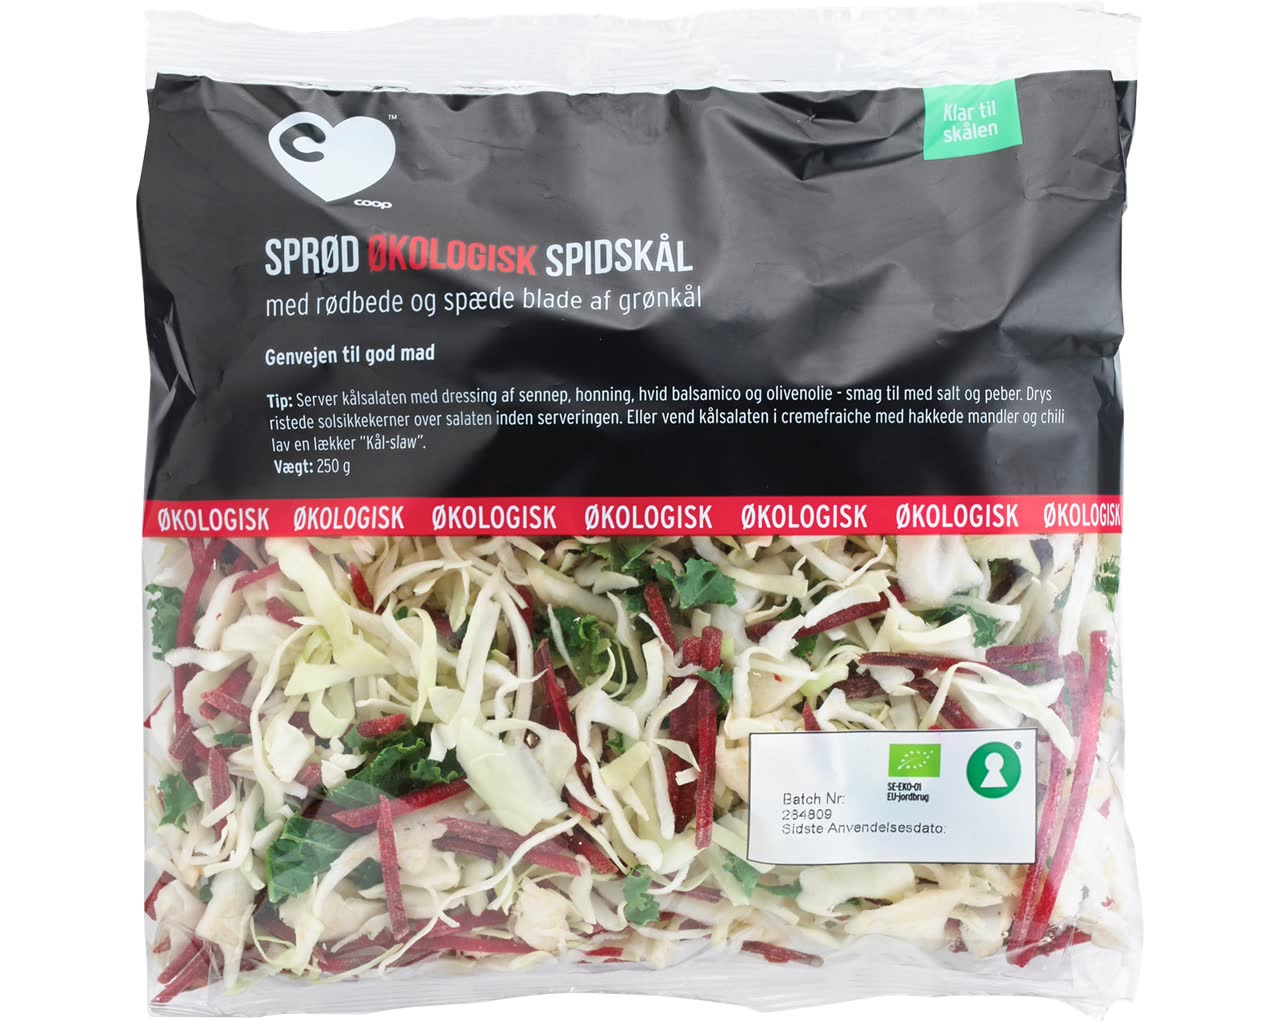 Klar til
skålen
™
coop
SPRØD ØKOLOGISK SPIDSKÅL
med rødbede og spæde blade af grønkål
Genvejen til god mad
Tip: Server kålsalaten med dressing af sennep, honning, hvid balsamico og olivenolie - smag til med salt og peber. Drys
ristede solsikkekerner over salaten inden serveringen. Eller vend kålsalaten i cremefraiche med hakkede mandler og chili
lav en lækker "Kål-slaw".
Vægt: 250 g
ØKOLOGISK ØKOLOGISK ØKOLOGISK ØKOLOGISK ØKOLOGISK ØKOLOGISK ØKOLOGISK
®
SE-EKO-01
EU-jordbrug
Batch Nr:
284809
Sidste Anvendelsesdato: